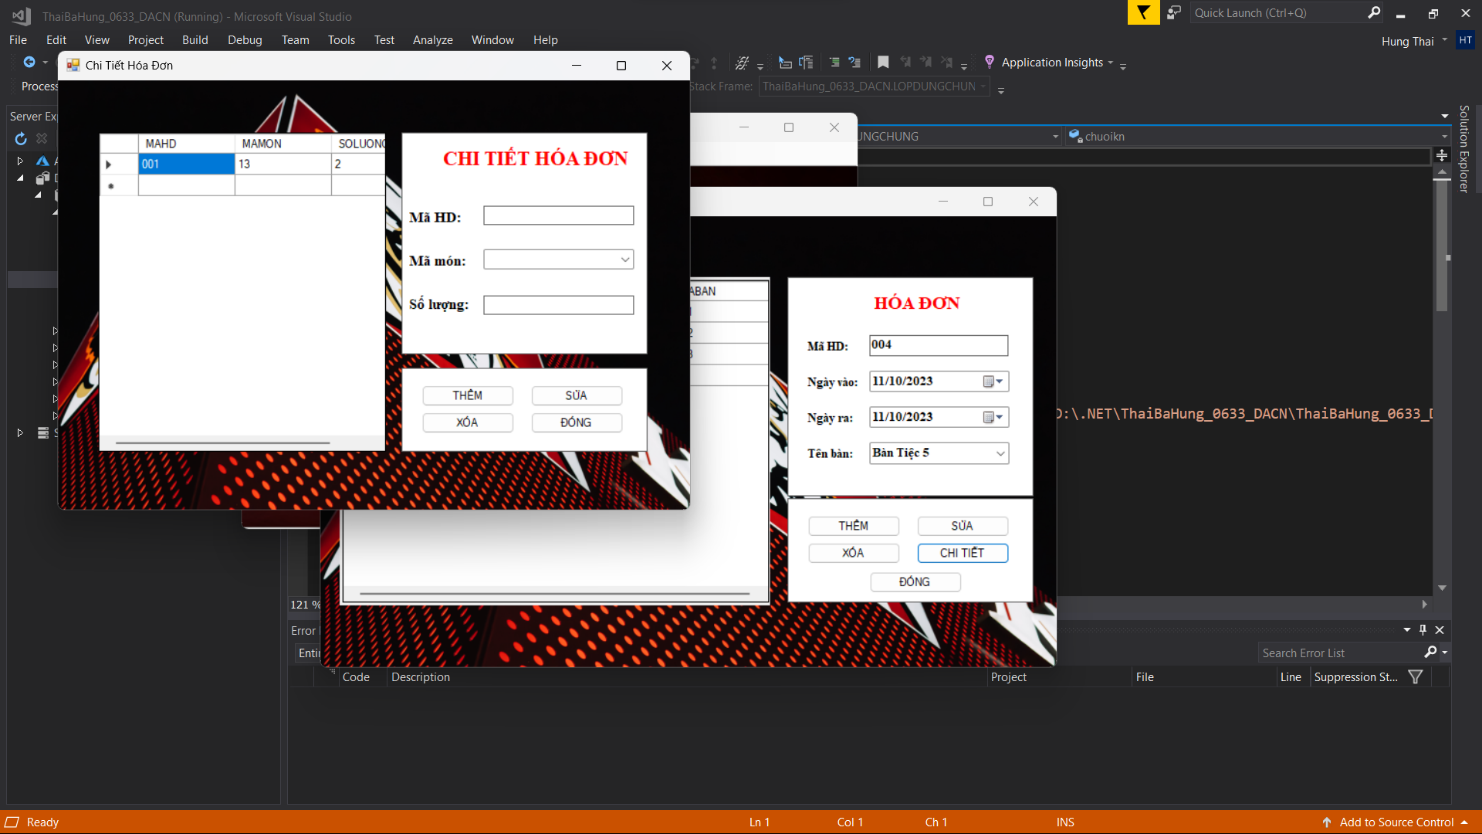 ThaiBaHung_0633_DACN (Running) - Microsoft Visual Studio
Quick Launch (Ctrl+Q)
File Edit View Project Build Debug Team Tools Test Analyze Window Help
Hung Thai HT
Chi Tiết Hóa Đơn
Application Insights
Process
Stack Frame: ThaiBaHung_0633_DACN.LOPDUNGCHUN
Server Exp
Solution Explorer
UNGCHUNG
chuoikn
MAHD MAMON SOLUONG
001 13 2
CHI TIẾT HÓA ĐƠN
Mã HD:
Mã món:
Số lượng:
THÊM SỬA
XÓA ĐÓNG
ABAN
HÓA ĐƠN
Mã HD: 004
Ngày vào: 11/10/2023
Ngày ra: 11/10/2023
Tên bàn: Bàn Tiệc 5
THÊM SỬA
XÓA CHI TIẾT
ĐÓNG
D:\.NET\ThaiBaHung_0633_DACN\ThaiBaHung_0633_D
121 %
Error
Entir
Search Error List
Code Description Project File Line Suppression St...
Ready Ln 1 Col 1 Ch 1 INS Add to Source Control